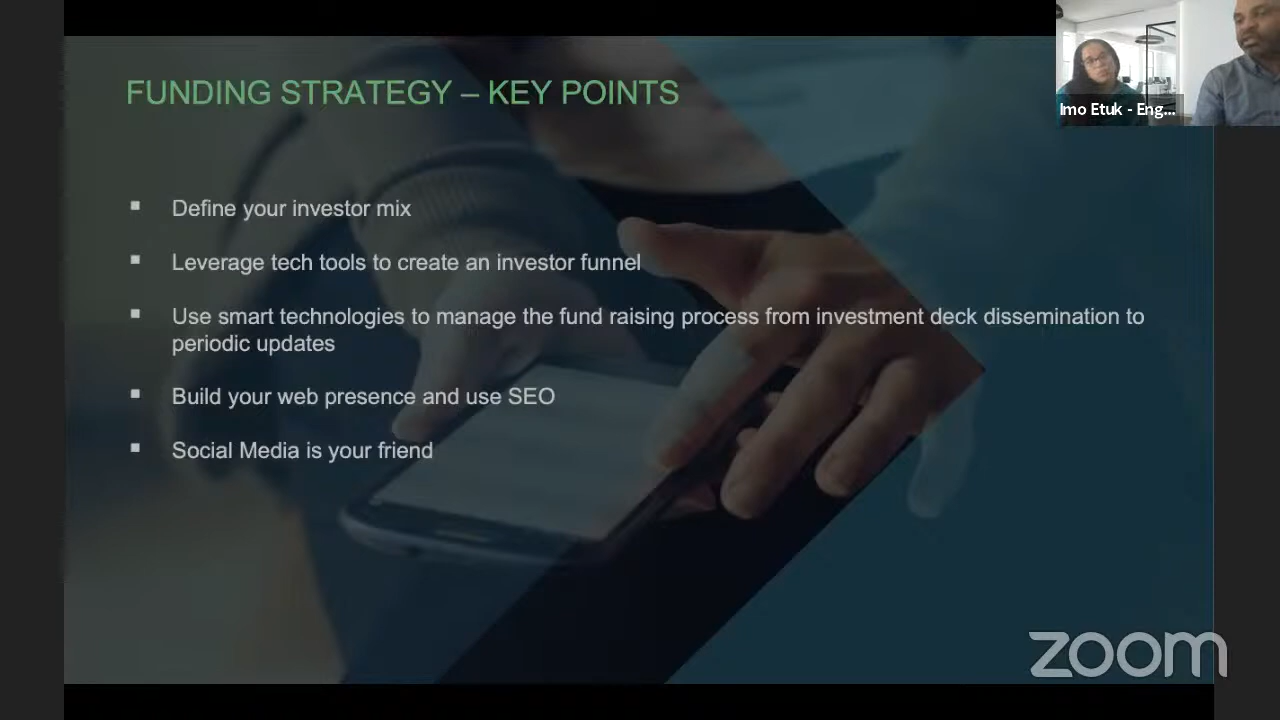 FUNDING STRATEGY – KEY POINTS
Imo Etuk - Eng...
▪ Define your investor mix
▪ Leverage tech tools to create an investor funnel
▪ Use smart technologies to manage the fund raising process from investment deck dissemination to
periodic updates
▪ Build your web presence and use SEO
▪ Social Media is your friend
zoom